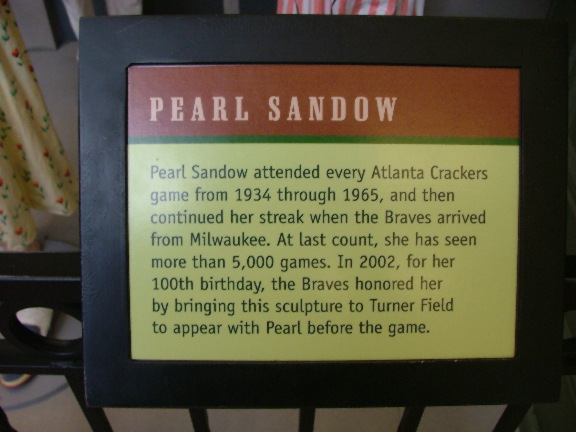 PEARL SANDOW
Pearl Sandow attended every Atlanta Crackers
game from 1934 through 1965, and then
continued her streak when the Braves arrived
from Milwaukee. At last count, she has seen
more than 5,000 games. In 2002, for her
100th birthday, the Braves honored her
by bringing this sculpture to Turner Field
to appear with Pearl before the game.